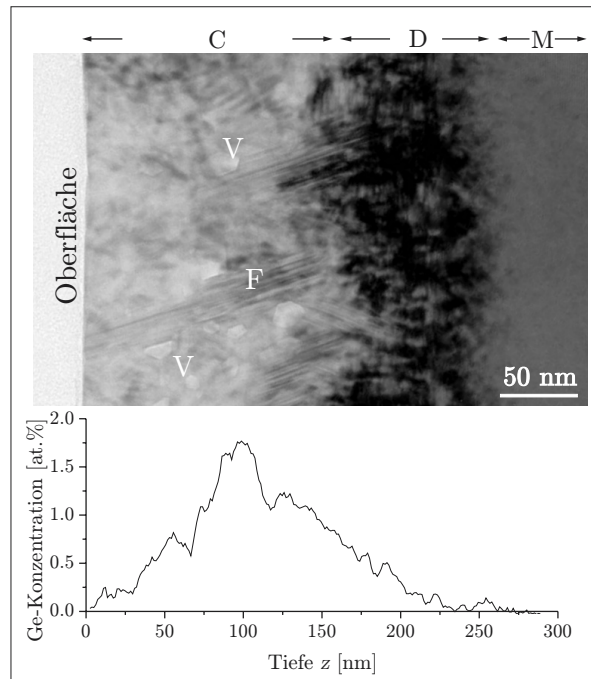 C D M
Oberfläche
V
F
V
50 nm
Ge-Konzentration [at.%]
2.0
1.5
1.0
0.5
0.0
0 50 100 150 200 250 300
Tiefe z [nm]